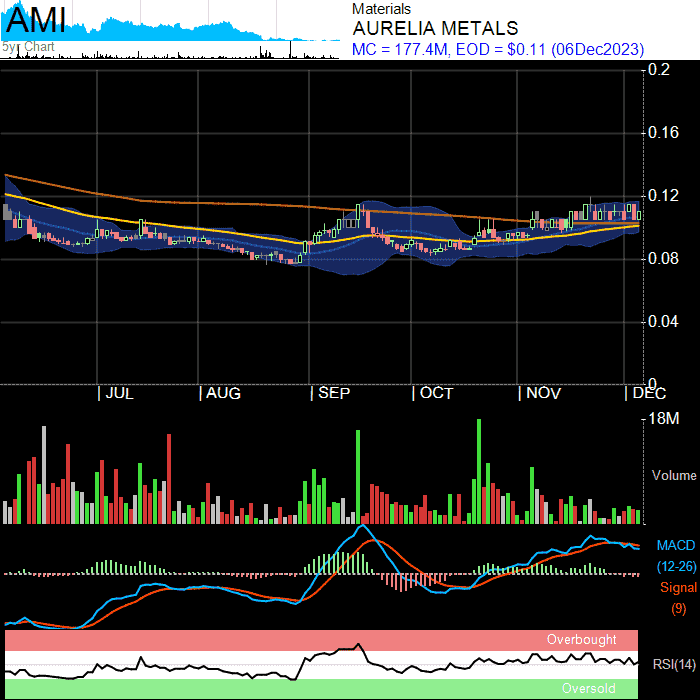 AMI
5yr Chart
Materials
AURELIA METALS
MC = 177.4M, EOD = $0.11 (06Dec2023)
0.2
0.16
0.12
0.08
0.04
0
JUL AUG SEP OCT NOV DEC
18M
Volume
MACD
(12-26)
Signal
(9)
Overbought
RSI(14)
Oversold